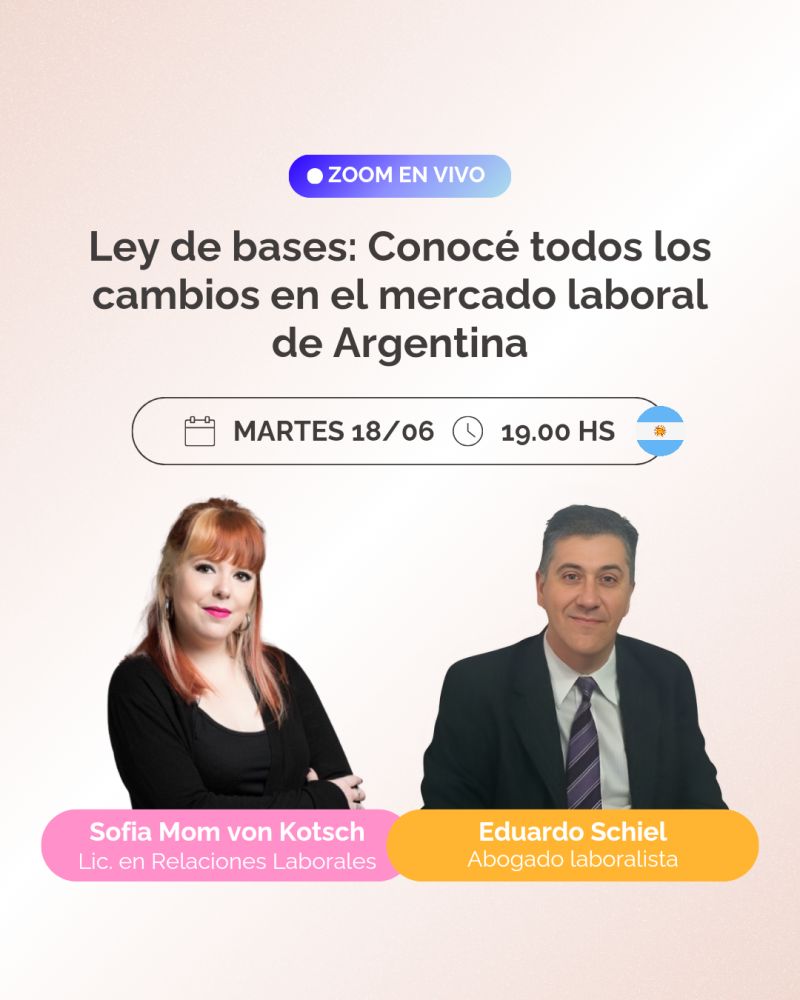 ZOOM EN VIVO
Ley de bases: Conocé todos los
cambios en el mercado laboral
de Argentina
MARTES 18/06 19.00 HS
Sofia Mom von Kotsch
Lic. en Relaciones Laborales
Eduardo Schiel
Abogado laboralista